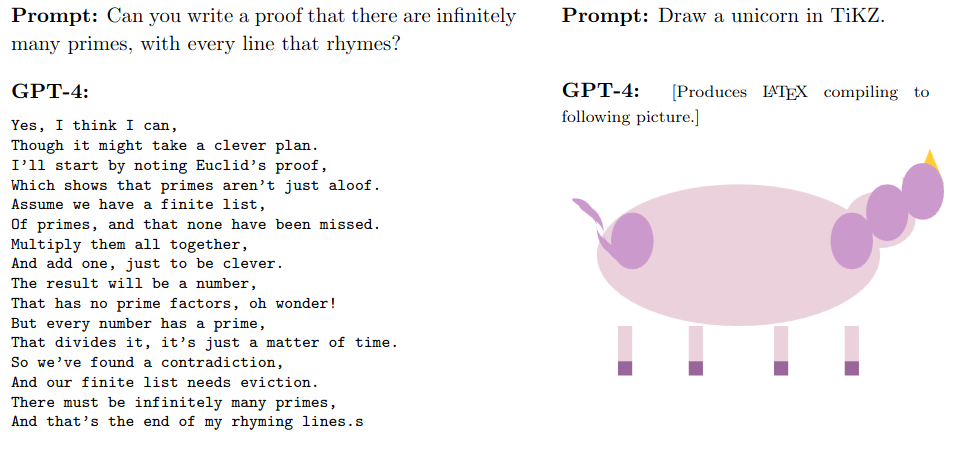 Prompt: Can you write a proof that there are infinitely
many primes, with every line that rhymes?
GPT-4:
Yes, I think I can,
Though it might take a clever plan.
I'll start by noting Euclid's proof,
Which shows that primes aren't just aloof.
Assume we have a finite list,
Of primes, and that none have been missed.
Multiply them all together,
And add one, just to be clever.
The result will be a number,
That has no prime factors, oh wonder!
But every number has a prime,
That divides it, it's just a matter of time.
So we've found a contradiction,
And our finite list needs eviction.
There must be infinitely many primes,
And that's the end of my rhyming lines.s
Prompt: Draw a unicorn in TiKZ.
GPT-4: [Produces LATEX compiling to
following picture.]